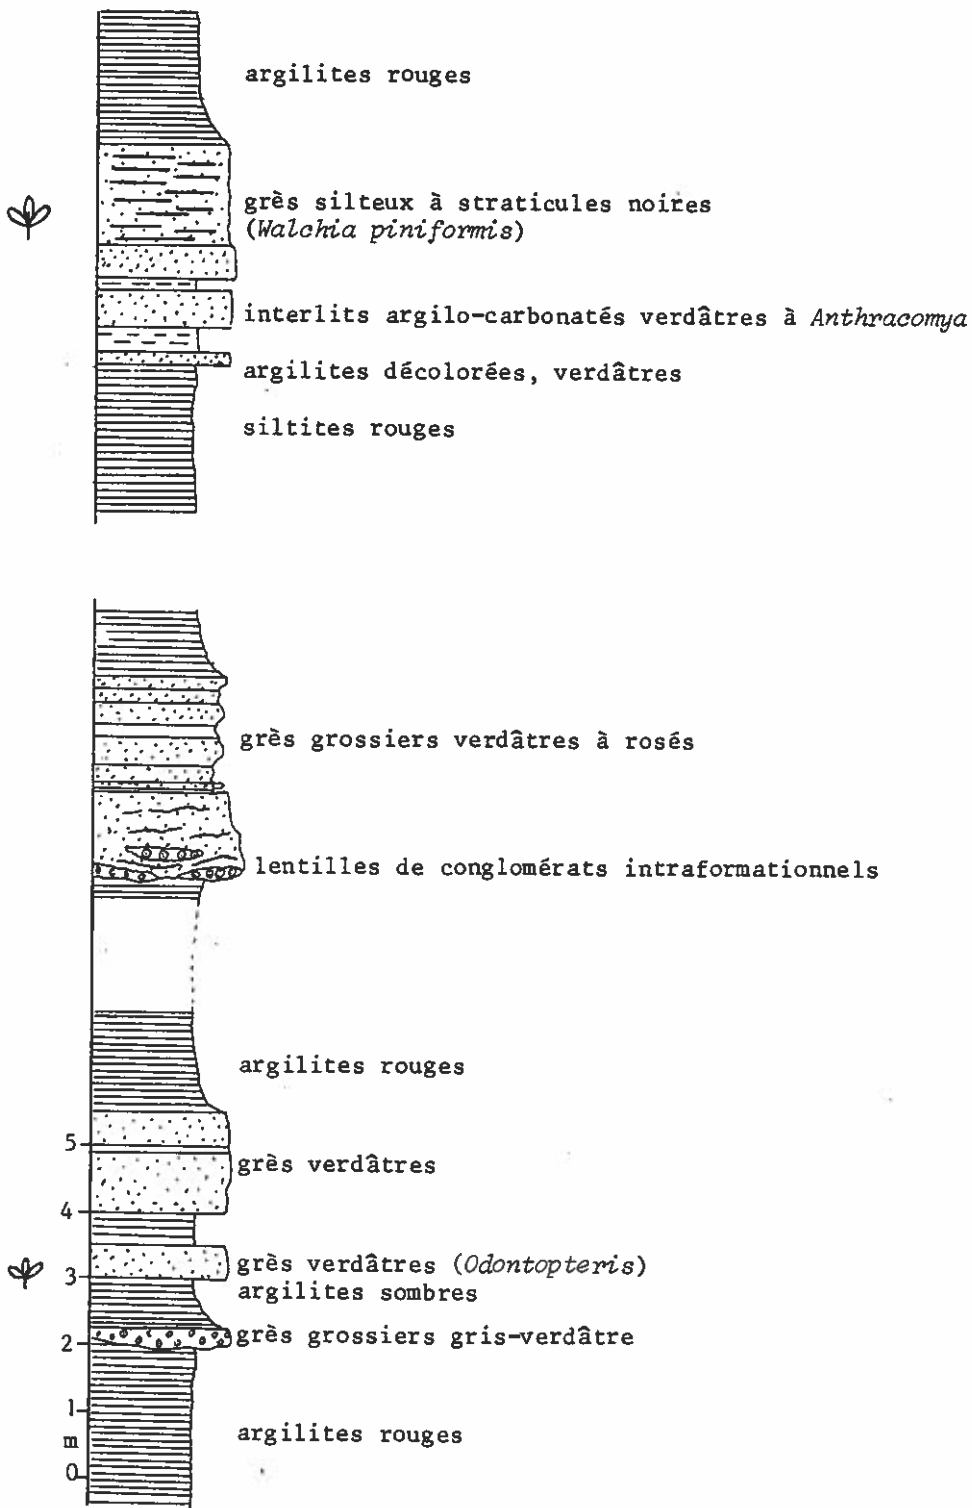 argilites rouges
grès silteux à straticules noires
(Walchia piniformis)
interlits argilo-carbonatés verdâtres à Anthracomya
argilites décolorées, verdâtres
siltites rouges
grès grossiers verdâtres à rosés
lentilles de conglomérats intraformationnels
argilites rouges
5
grès verdâtres
4
grès verdâtres (Odontopteris)
3
argilites sombres
grès grossiers gris-verdâtre
2
1
argilites rouges
m
0